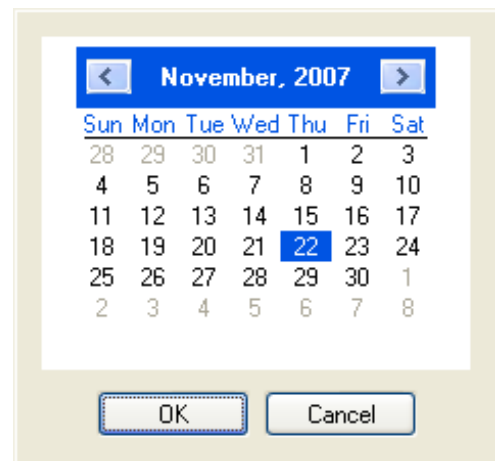 < November, 2007 >
Sun Mon Tue Wed Thu Fri Sat
28 29 30 31 1 2 3
4 5 6 7 8 9 10
11 12 13 14 15 16 17
18 19 20 21 22 23 24
25 26 27 28 29 30 1
2 3 4 5 6 7 8
OK Cancel